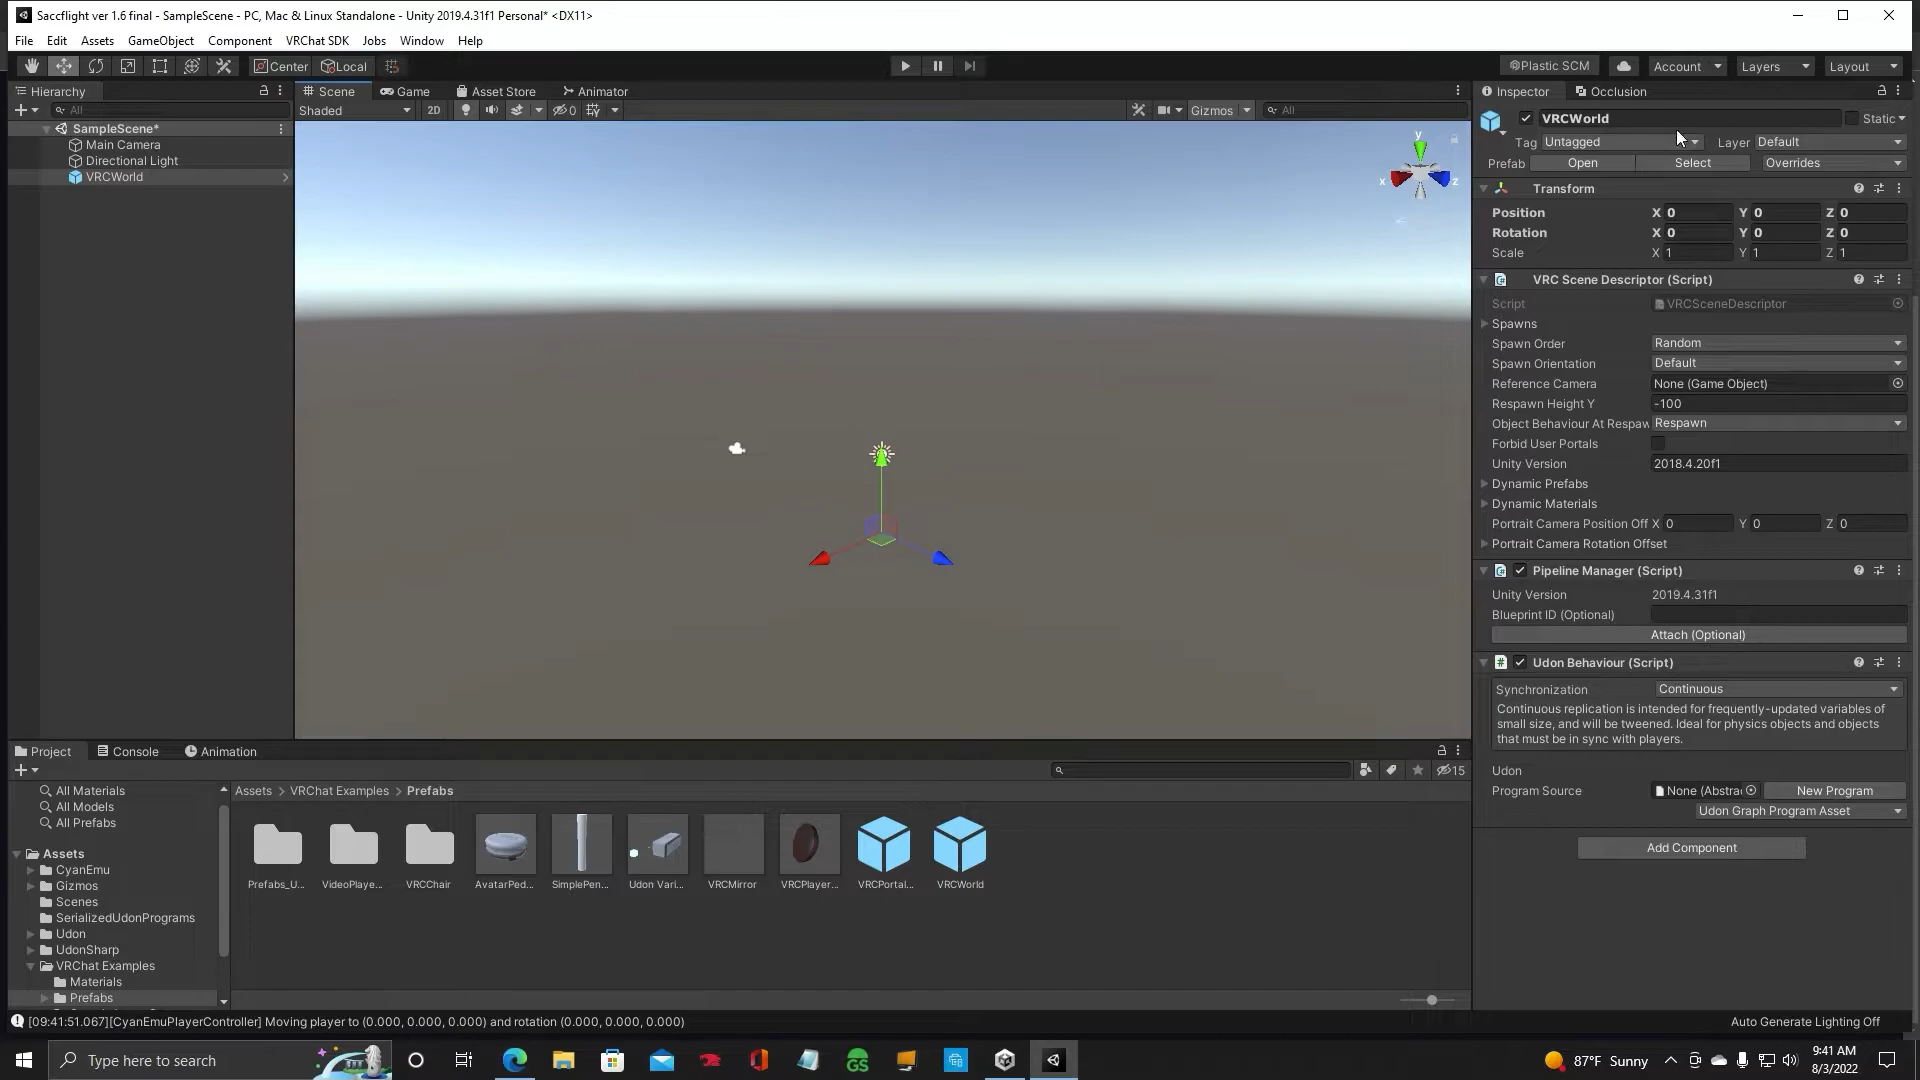 Saccflight ver 1.6 final - SampleScene - PC, Mac & Linux Standalone - Unity 2019.4.31f1 Personal* <DX11>
File Edit Assets GameObject Component VRChat SDK Jobs Window Help
Center Local
Plastic SCM Account Layers Layout
Hierarchy
All
SampleScene*
Main Camera
Directional Light
VRCWorld
Scene Game Asset Store Animator
Shaded 2D 0 Gizmos All
y
x z
Inspector Occlusion
VRCWorld Static
Tag Untagged Layer Default
Prefab Open Select Overrides
Transform
Position X 0 Y 0 Z 0
Rotation X 0 Y 0 Z 0
Scale X 1 Y 1 Z 1
VRC Scene Descriptor (Script)
Script VRCSceneDescriptor
Spawns
Spawn Order Random
Spawn Orientation Default
Reference Camera None (Game Object)
Respawn Height Y -100
Object Behaviour At Respaw Respawn
Forbid User Portals
Unity Version 2018.4.20f1
Dynamic Prefabs
Dynamic Materials
Portrait Camera Position Off X 0 Y 0 Z 0
Portrait Camera Rotation Offset
Pipeline Manager (Script)
Unity Version 2019.4.31f1
Blueprint ID (Optional)
Attach (Optional)
Udon Behaviour (Script)
Synchronization Continuous
Continuous replication is intended for frequently-updated variables of
small size, and will be tweened. Ideal for physics objects and objects
that must be in sync with players.
Udon
Program Source None (Abstrac New Program
Udon Graph Program Asset
Add Component
Project Console Animation
15
All Materials
All Models
All Prefabs
Assets
CyanEmu
Gizmos
Scenes
SerializedUdonPrograms
Udon
UdonSharp
VRChat Examples
Materials
Prefabs
Assets > VRChat Examples > Prefabs
Prefabs_U... VideoPlaye... VRCChair AvatarPed... SimplePen... Udon Vari... VRCMirror VRCPlayer... VRCPortal... VRCWorld
[09:41:51.067][CyanEmuPlayerController] Moving player to (0.000, 0.000, 0.000) and rotation (0.000, 0.000, 0.000)
Auto Generate Lighting Off
Type here to search
GS
87°F Sunny
9:41 AM
8/3/2022